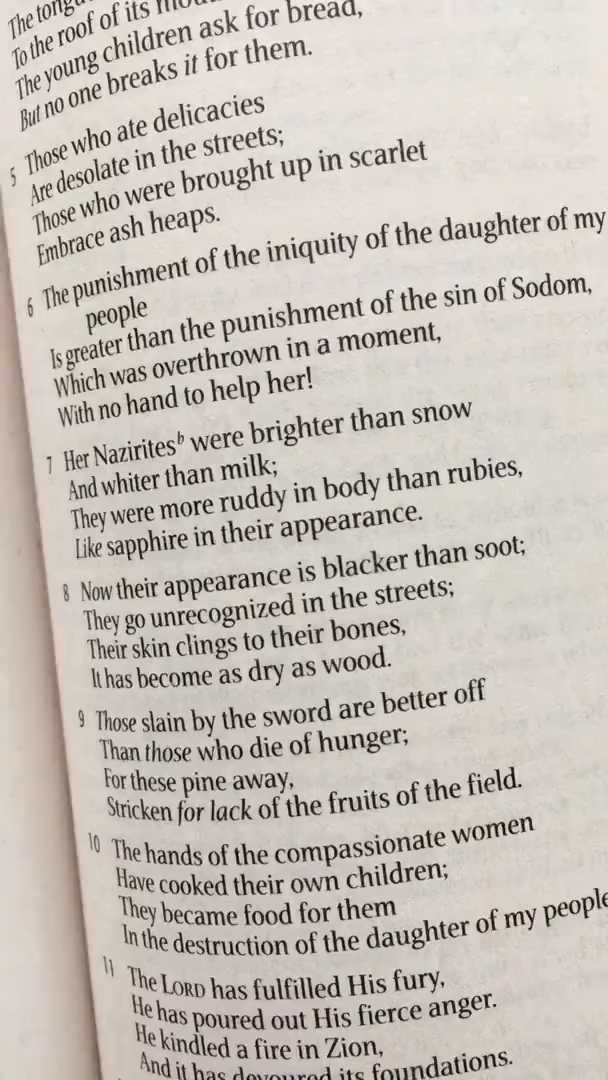 The
To the roof of its
The young children ask for bread,
But no one breaks it for them.
5 Those who ate delicacies
Are desolate in the streets;
Those who were brought up in scarlet
Embrace ash heaps.
6 The punishment of the iniquity of the daughter of my
people
Is greater than the punishment of the sin of Sodom,
Which was overthrown in a moment,
With no hand to help her!
7 Her Naziritesᵇ were brighter than snow
And whiter than milk;
They were more ruddy in body than rubies,
Like sapphire in their appearance.
8 Now their appearance is blacker than soot;
They go unrecognized in the streets;
Their skin clings to their bones,
It has become as dry as wood.
9 Those slain by the sword are better off
Than those who die of hunger;
For these pine away,
Stricken for lack of the fruits of the field.
10 The hands of the compassionate women
Have cooked their own children;
They became food for them
In the destruction of the daughter of my people
11 The LORD has fulfilled His fury,
He has poured out His fierce anger.
He kindled a fire in Zion,
And it has devoured its foundations.